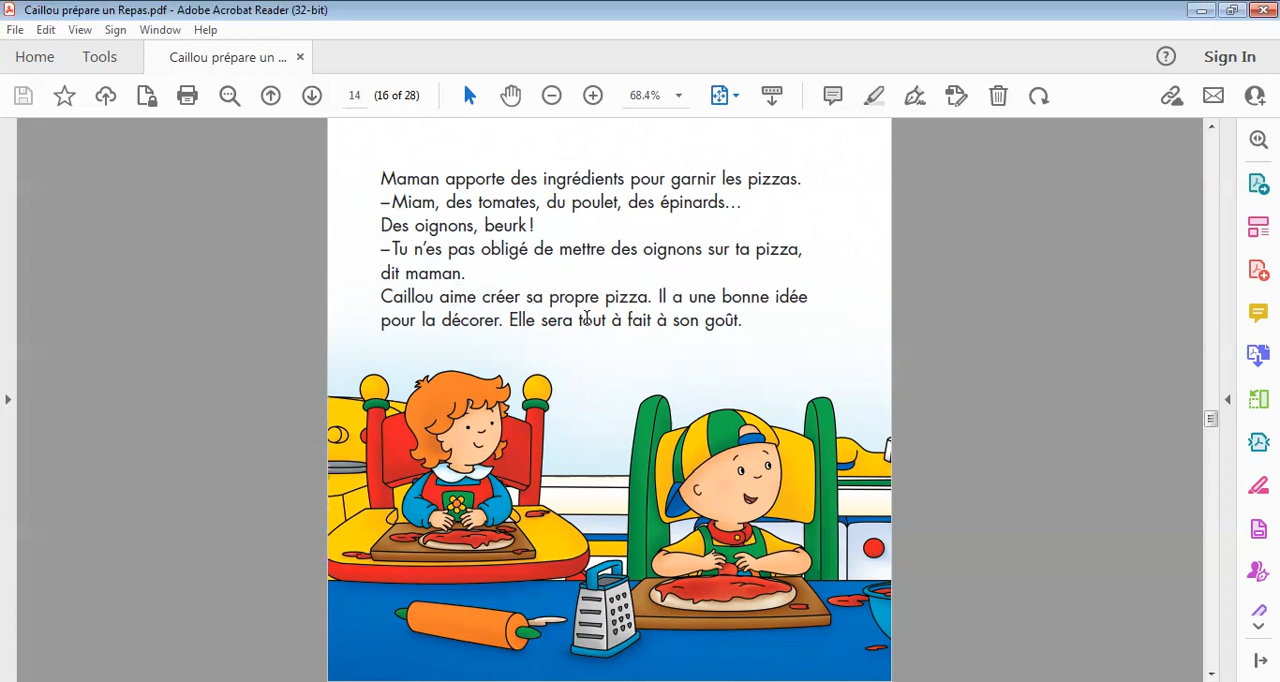 Caillou prépare un Repas.pdf - Adobe Acrobat Reader (32-bit)
File Edit View Sign Window Help
Home Tools Caillou prépare un ... × Sign In
14 (16 of 28) 68.4%
Maman apporte des ingrédients pour garnir les pizzas.
–Miam, des tomates, du poulet, des épinards…
Des oignons, beurk !
–Tu n’es pas obligé de mettre des oignons sur ta pizza,
dit maman.
Caillou aime créer sa propre pizza. Il a une bonne idée
pour la décorer. Elle sera tout à fait à son goût.